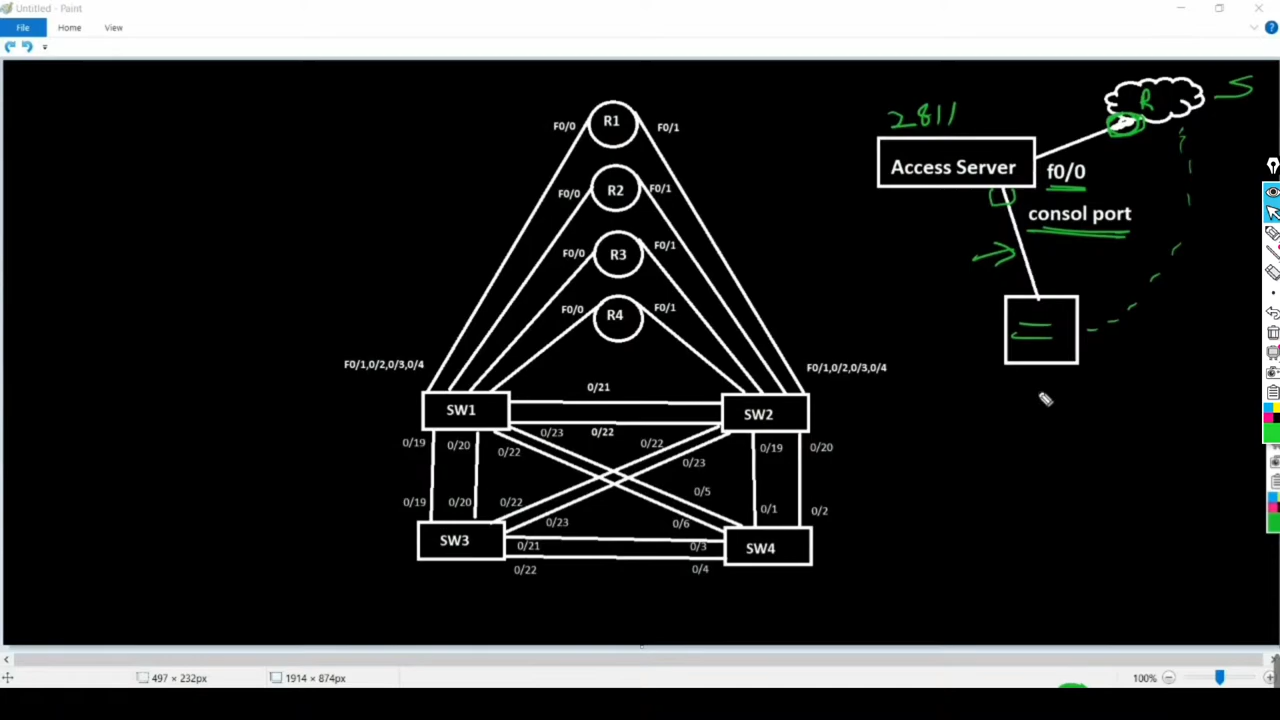 Untitled - Paint
File Home View
2811
R
S
Access Server
f0/0
consol port
R1
F0/0
F0/1
R2
F0/0
F0/1
R3
F0/0
F0/1
R4
F0/0
F0/1
F0/1,0/2,0/3,0/4
F0/1,0/2,0/3,0/4
0/21
SW1
SW2
0/22
0/19
0/20
0/22
0/23
0/22
0/23
0/19
0/20
0/19
0/20
0/22
0/23
0/5
0/6
0/1
0/2
SW3
SW4
0/21
0/3
0/22
0/4
497 × 232px
1914 × 874px
100%